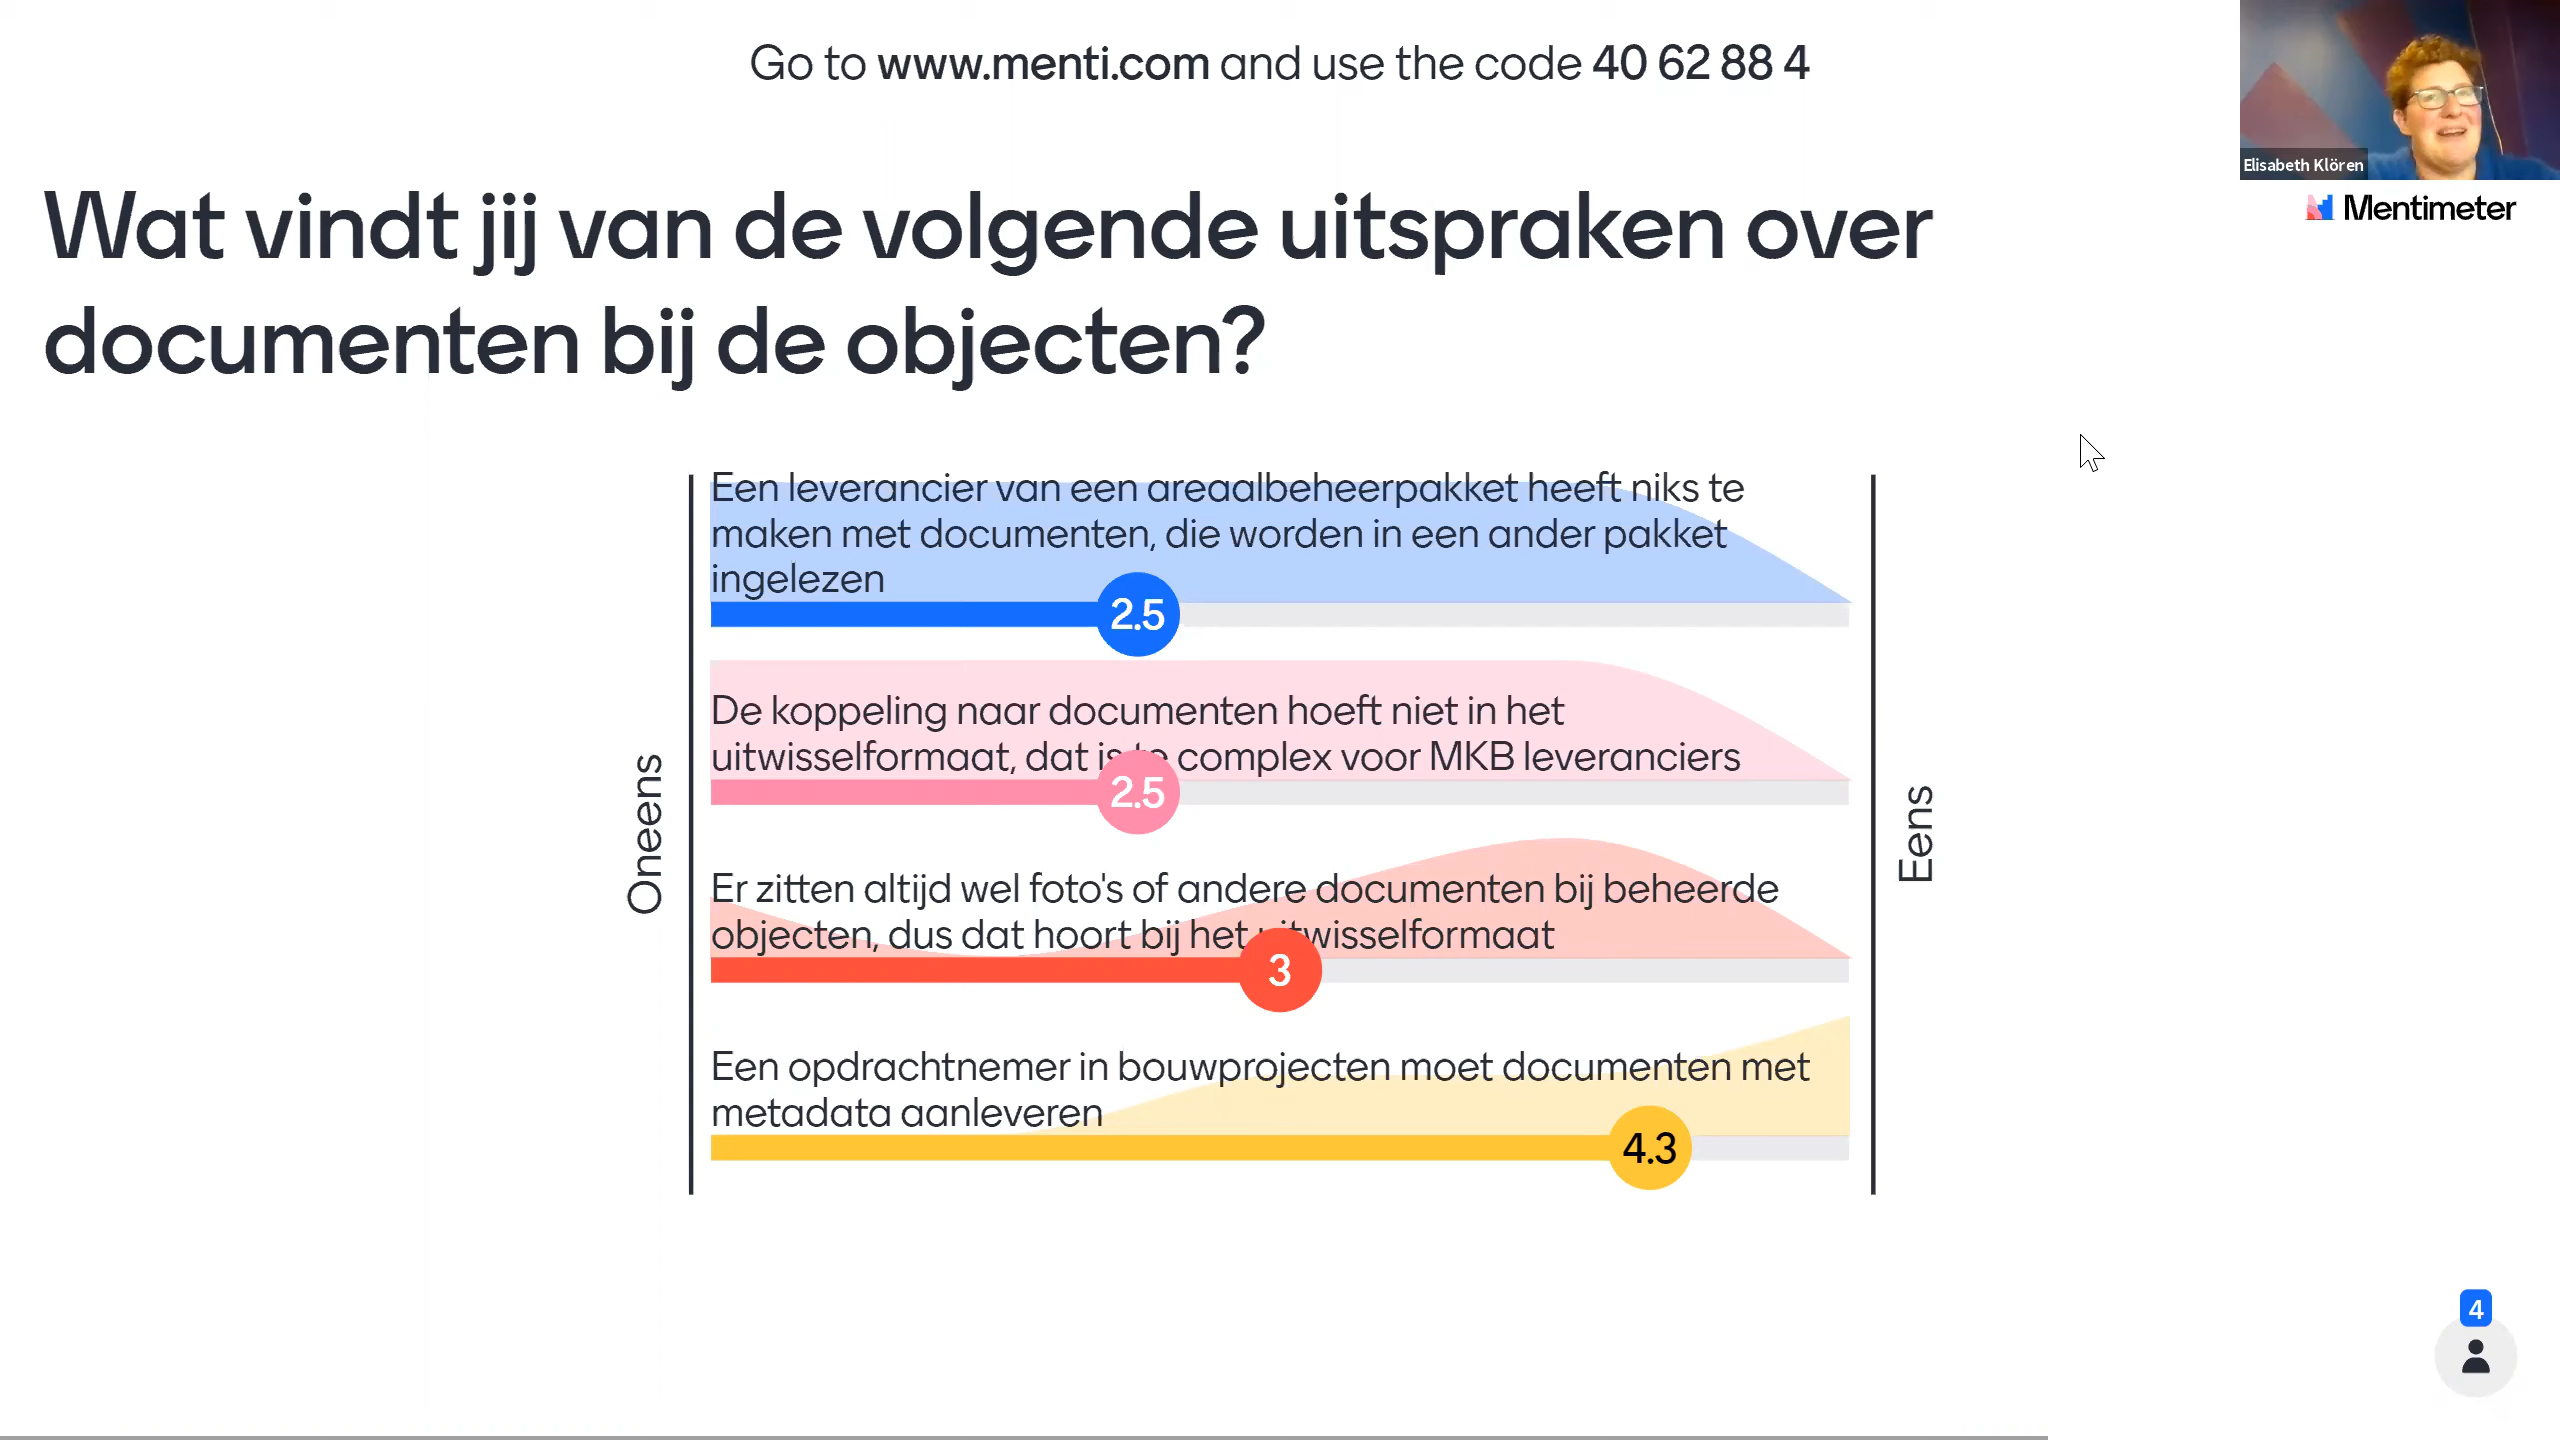 Go to www.menti.com and use the code 40 62 88 4
Elisabeth Klören
Mentimeter
Wat vindt jij van de volgende uitspraken over
documenten bij de objecten?
Oneens
Een leverancier van een areaalbeheerpakket heeft niks te
maken met documenten, die worden in een ander pakket
ingelezen
2.5
De koppeling naar documenten hoeft niet in het
uitwisselformaat, dat is te complex voor MKB leveranciers
2.5
Er zitten altijd wel foto's of andere documenten bij beheerde
objecten, dus dat hoort bij het uitwisselformaat
3
Een opdrachtnemer in bouwprojecten moet documenten met
metadata aanleveren
4.3
Eens
4